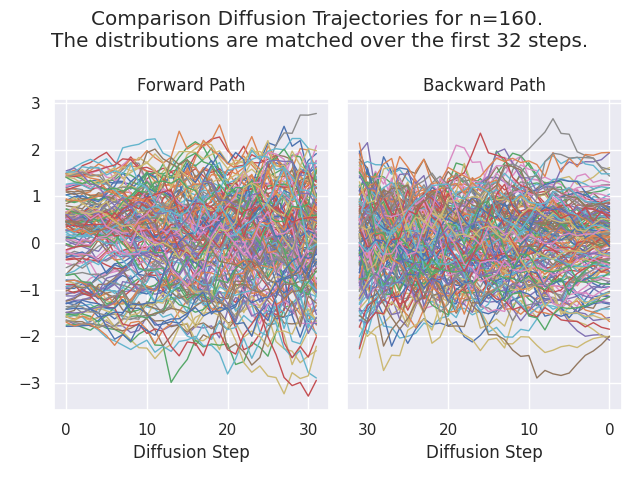 Comparison Diffusion Trajectories for n=160.
The distributions are matched over the first 32 steps.
Forward Path
Backward Path
3
2
1
0
−1
−2
−3
0 10 20 30
30 20 10 0
Diffusion Step
Diffusion Step